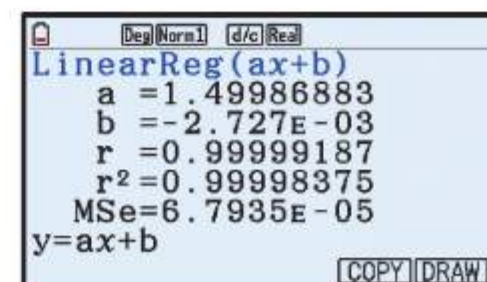 Deg Norm1 d/c Real
LinearReg(ax+b)
a =1.49986883
b =-2.727E-03
r =0.99999187
r²=0.99998375
MSe=6.7935E-05
y=ax+b
COPY DRAW